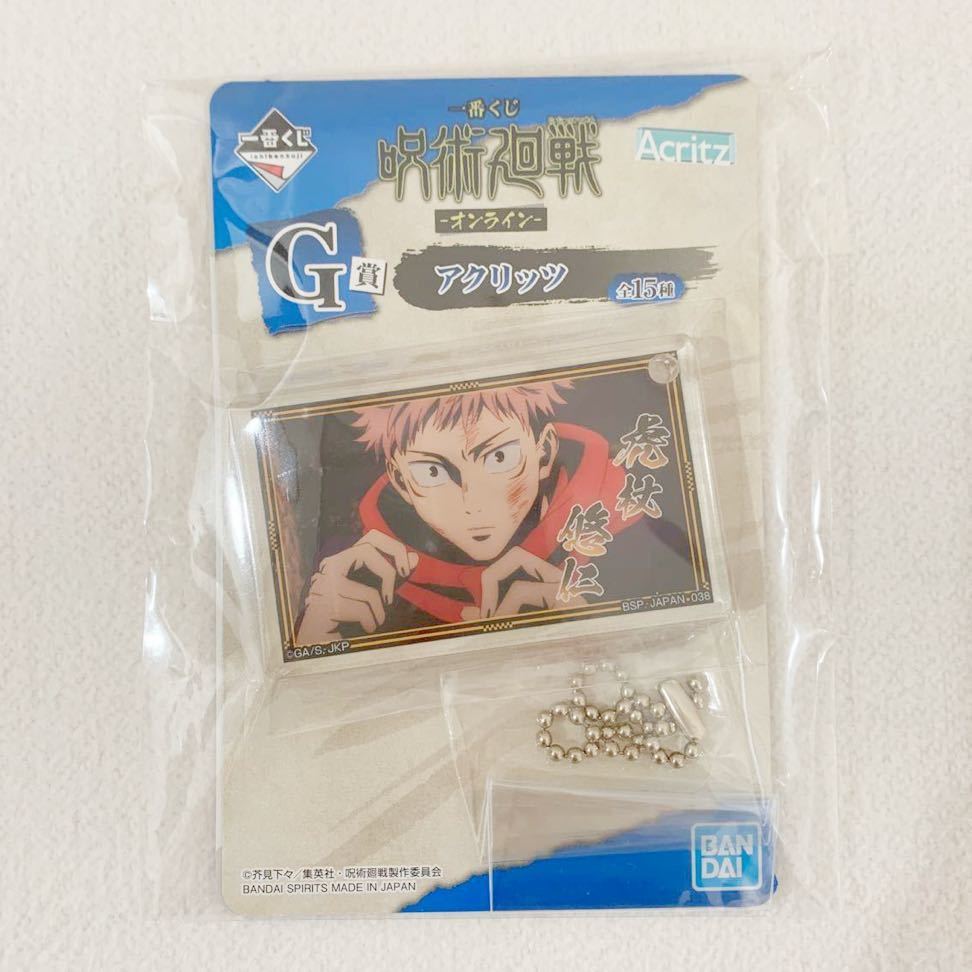 一番くじ
ichibankuji
一番くじ
呪術廻戦
-オンライン-
Acritz
G賞
アクリッツ
全15種
虎杖
悠仁
BSP-JAPAN-038
©GA/S,JKP
©芥見下々／集英社・呪術廻戦製作委員会
BANDAI SPIRITS MADE IN JAPAN
BAN
DAI